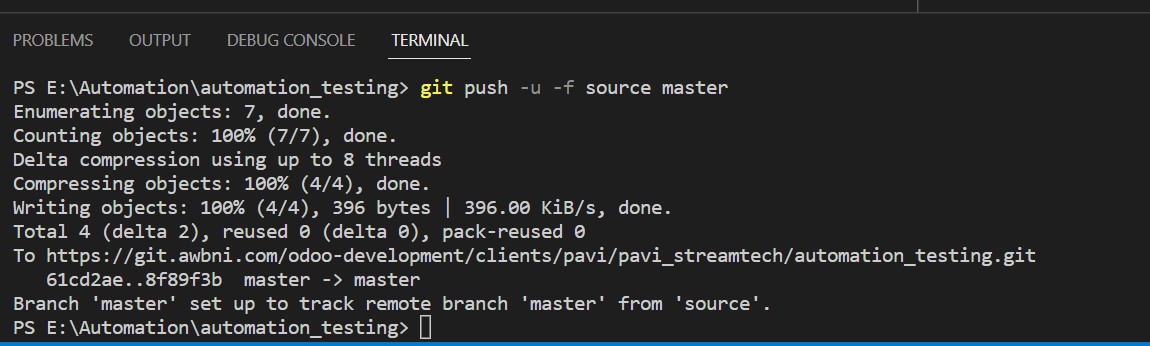 PROBLEMS OUTPUT DEBUG CONSOLE TERMINAL
PS E:\Automation\automation_testing> git push -u -f source master
Enumerating objects: 7, done.
Counting objects: 100% (7/7), done.
Delta compression using up to 8 threads
Compressing objects: 100% (4/4), done.
Writing objects: 100% (4/4), 396 bytes | 396.00 KiB/s, done.
Total 4 (delta 2), reused 0 (delta 0), pack-reused 0
To https://git.awbni.com/odoo-development/clients/pavi/pavi_streamtech/automation_testing.git
   61cd2ae..8f89f3b  master -> master
Branch 'master' set up to track remote branch 'master' from 'source'.
PS E:\Automation\automation_testing>